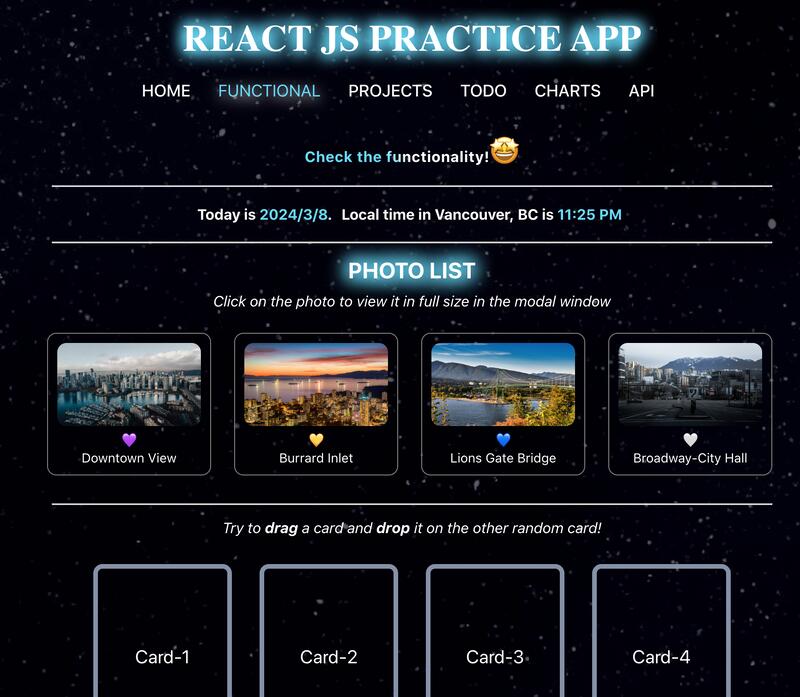 REACT JS PRACTICE APP
HOME FUNCTIONAL PROJECTS TODO CHARTS API
Check the functionality!🤩
Today is 2024/3/8. Local time in Vancouver, BC is 11:25 PM
PHOTO LIST
Click on the photo to view it in full size in the modal window
Downtown View Burrard Inlet Lions Gate Bridge Broadway-City Hall
Try to drag a card and drop it on the other random card!
Card-1 Card-2 Card-3 Card-4